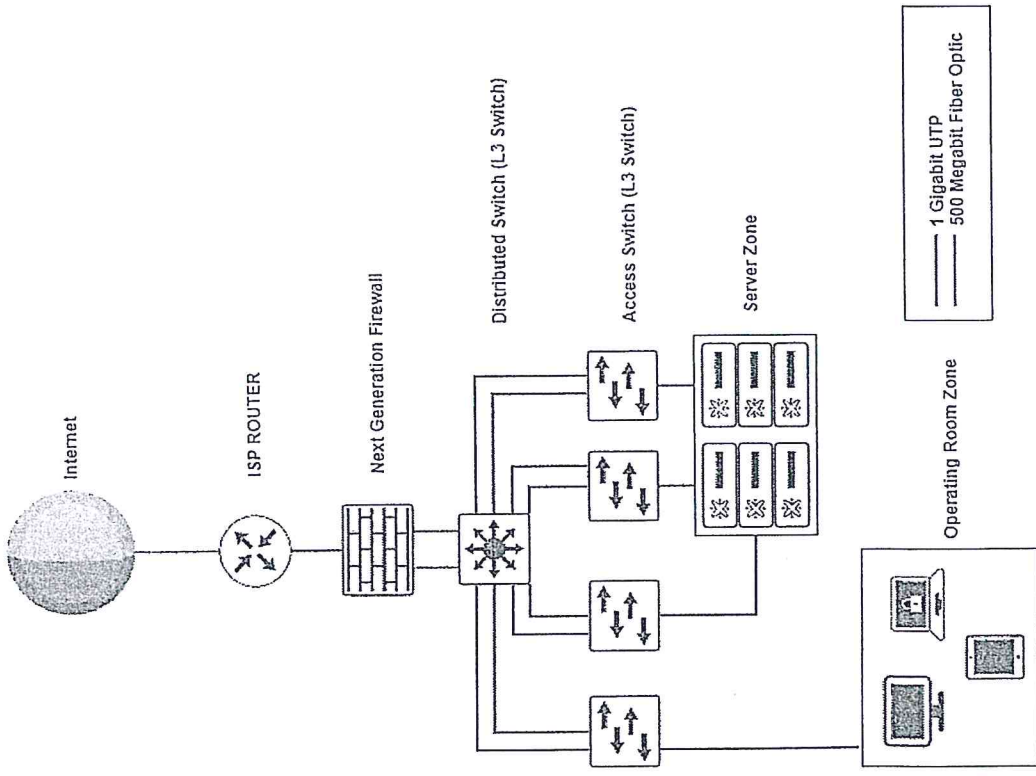 Internet
ISP ROUTER
Next Generation Firewall
Distributed Switch (L3 Switch)
Access Switch (L3 Switch)
Server Zone
Operating Room Zone
1 Gigabit UTP
500 Megabit Fiber Optic